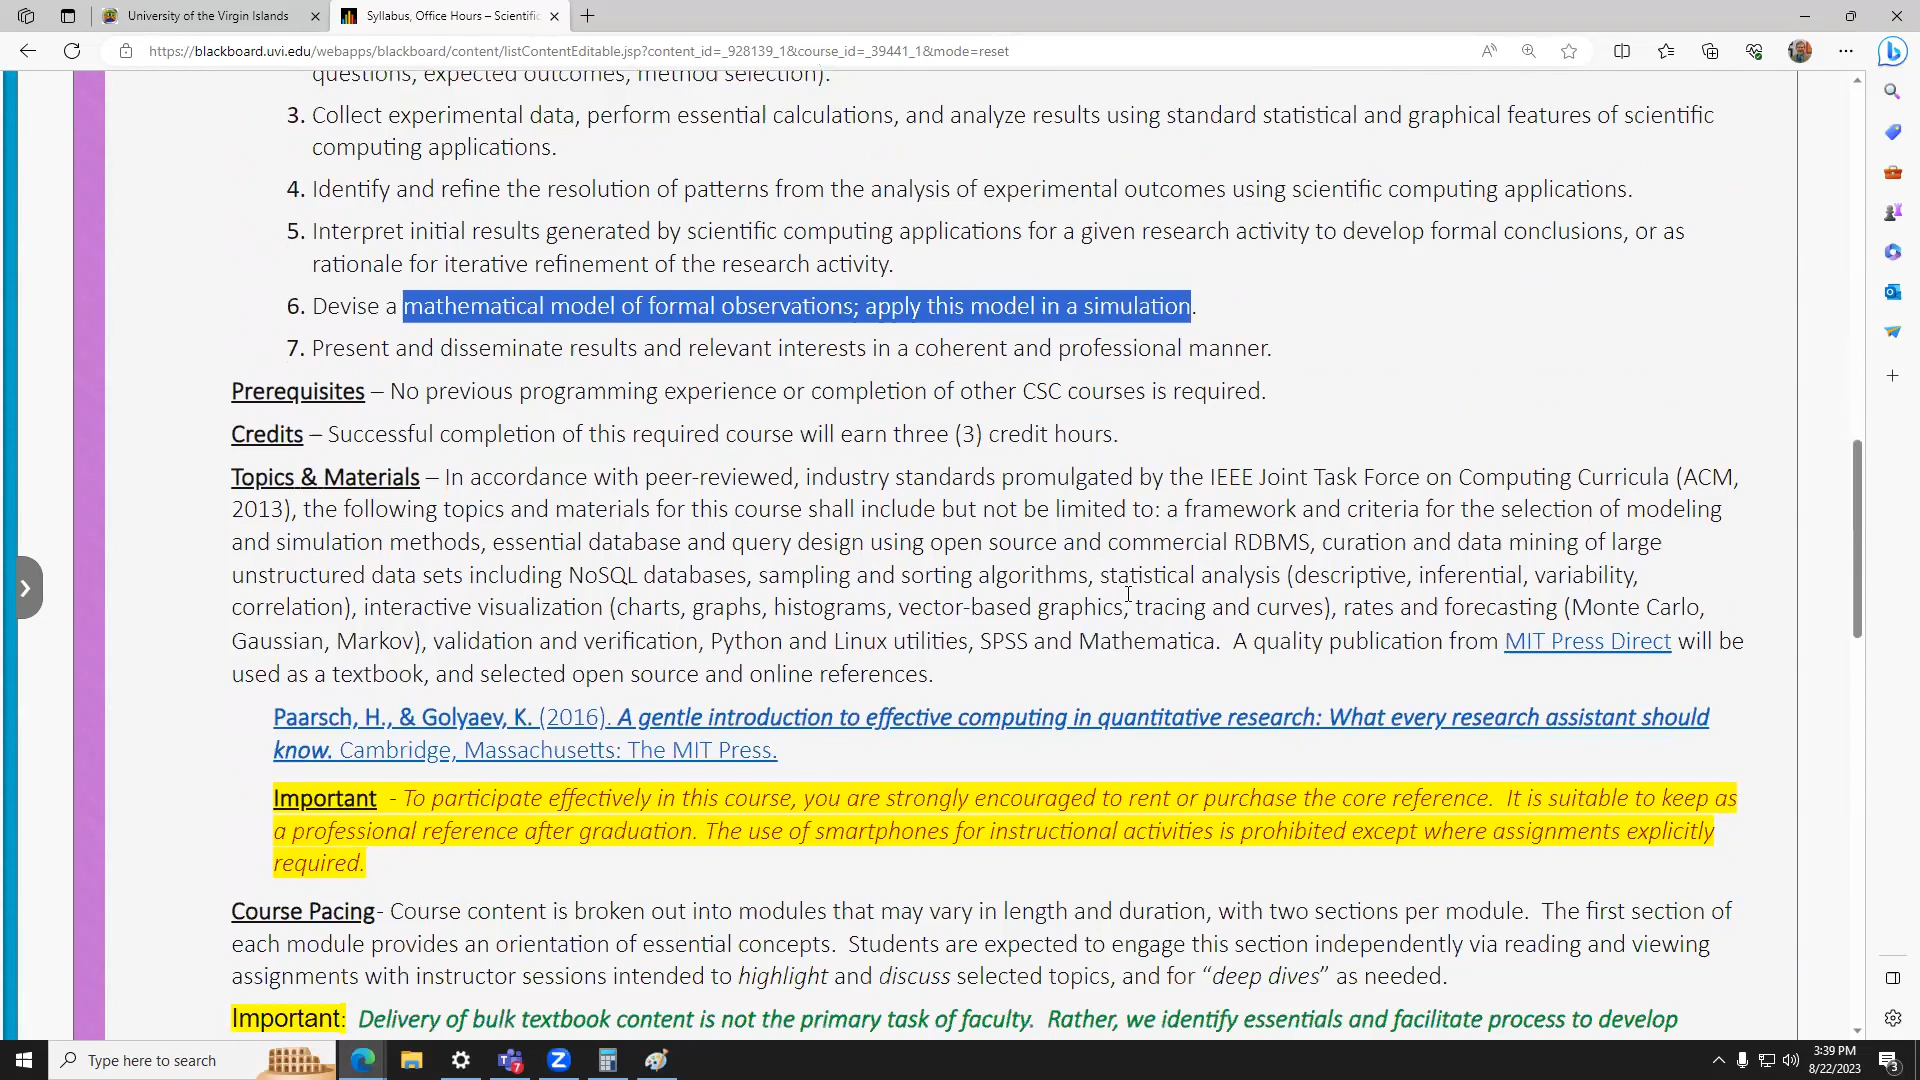 University of the Virgin Islands
Syllabus, Office Hours – Scientific
https://blackboard.uvi.edu/webapps/blackboard/content/listContentEditable.jsp?content_id=_928139_1&course_id=_39441_1&mode=reset
questions, expected outcomes, method selection).
3. Collect experimental data, perform essential calculations, and analyze results using standard statistical and graphical features of scientific
computing applications.
4. Identify and refine the resolution of patterns from the analysis of experimental outcomes using scientific computing applications.
5. Interpret initial results generated by scientific computing applications for a given research activity to develop formal conclusions, or as
rationale for iterative refinement of the research activity.
6. Devise a mathematical model of formal observations; apply this model in a simulation.
7. Present and disseminate results and relevant interests in a coherent and professional manner.
Prerequisites – No previous programming experience or completion of other CSC courses is required.
Credits – Successful completion of this required course will earn three (3) credit hours.
Topics & Materials – In accordance with peer-reviewed, industry standards promulgated by the IEEE Joint Task Force on Computing Curricula (ACM,
2013), the following topics and materials for this course shall include but not be limited to: a framework and criteria for the selection of modeling
and simulation methods, essential database and query design using open source and commercial RDBMS, curation and data mining of large
unstructured data sets including NoSQL databases, sampling and sorting algorithms, statistical analysis (descriptive, inferential, variability,
correlation), interactive visualization (charts, graphs, histograms, vector-based graphics, tracing and curves), rates and forecasting (Monte Carlo,
Gaussian, Markov), validation and verification, Python and Linux utilities, SPSS and Mathematica. A quality publication from MIT Press Direct will be
used as a textbook, and selected open source and online references.
Paarsch, H., & Golyaev, K. (2016). A gentle introduction to effective computing in quantitative research: What every research assistant should
know. Cambridge, Massachusetts: The MIT Press.
Important - To participate effectively in this course, you are strongly encouraged to rent or purchase the core reference. It is suitable to keep as
a professional reference after graduation. The use of smartphones for instructional activities is prohibited except where assignments explicitly
required.
Course Pacing- Course content is broken out into modules that may vary in length and duration, with two sections per module. The first section of
each module provides an orientation of essential concepts. Students are expected to engage this section independently via reading and viewing
assignments with instructor sessions intended to highlight and discuss selected topics, and for “deep dives” as needed.
Important: Delivery of bulk textbook content is not the primary task of faculty. Rather, we identify essentials and facilitate process to develop
Type here to search
7
3:39 PM
8/22/2023
3